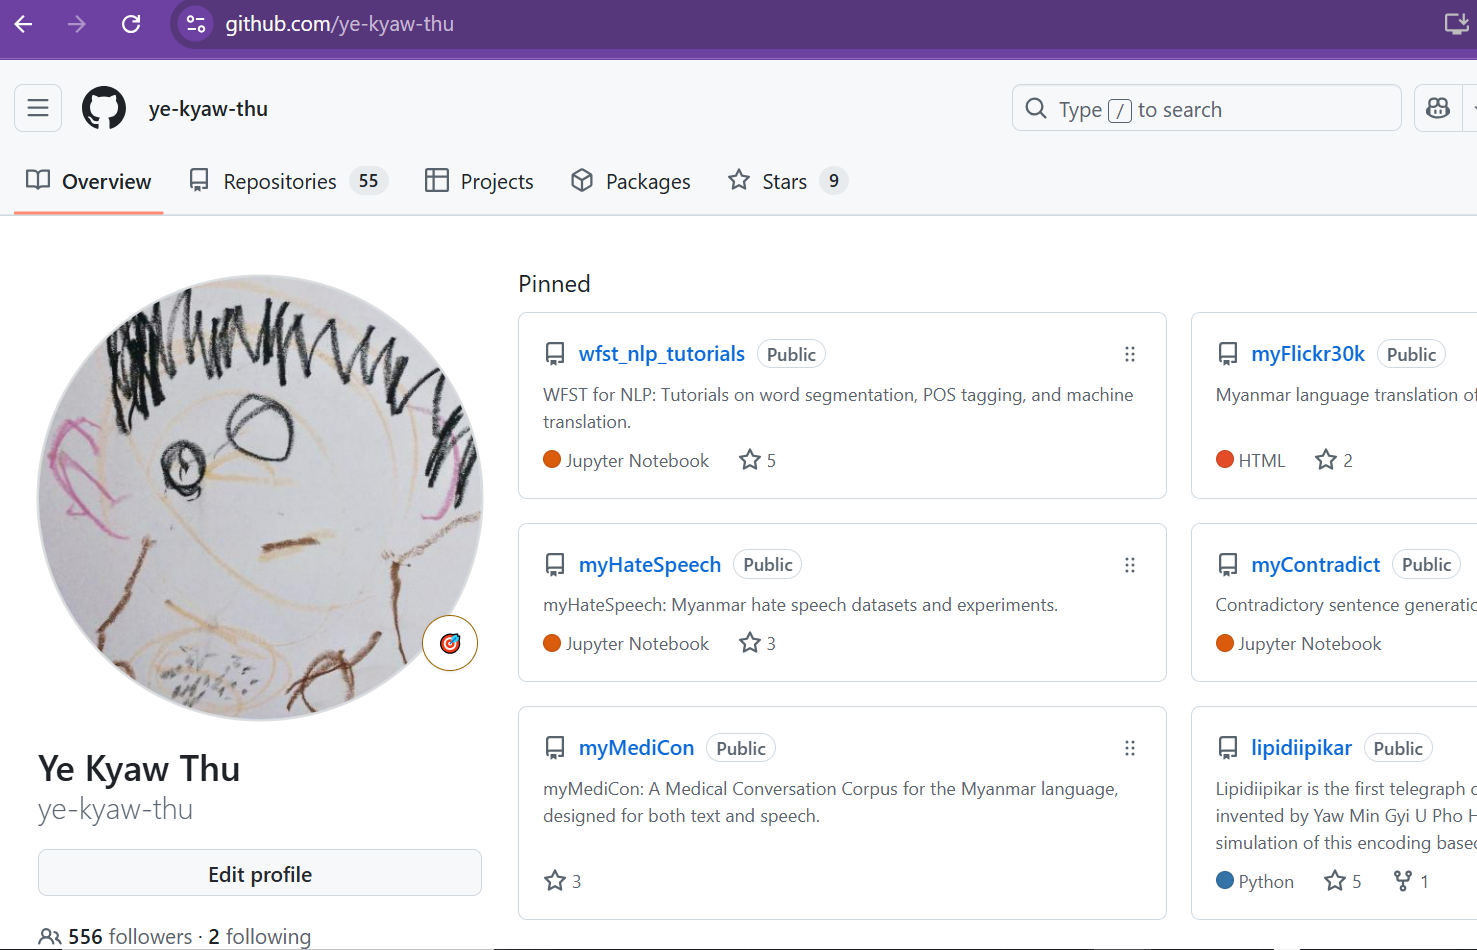 github.com/ye-kyaw-thu
ye-kyaw-thu
Type / to search
Overview
Repositories 55
Projects
Packages
Stars 9
Pinned
wfst_nlp_tutorials Public
WFST for NLP: Tutorials on word segmentation, POS tagging, and machine
translation.
Jupyter Notebook 5
myFlickr30k Public
Myanmar language translation of
HTML 2
myHateSpeech Public
myHateSpeech: Myanmar hate speech datasets and experiments.
Jupyter Notebook 3
myContradict Public
Contradictory sentence
Jupyter Notebook
myMediCon Public
myMediCon: A Medical Conversation Corpus for the Myanmar language,
designed for both text and speech.
3
lipidiipikar Public
Lipidiipikar is the first telegraph
invented by Yaw Min Gyi U Pho
simulation of this encoding
Python 5 1
Ye Kyaw Thu
ye-kyaw-thu
Edit profile
556 followers · 2 following